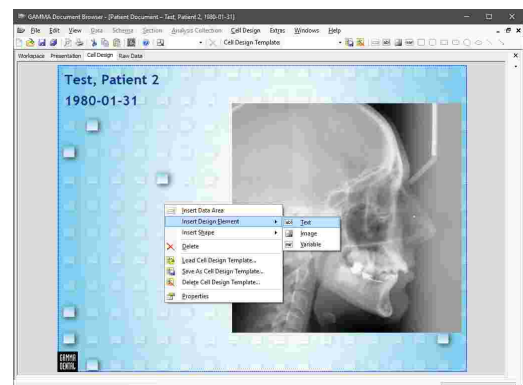 GAMMA Document Browser - [Patient Document - Test, Patient 2, 1980-01-31]
File Edit View Data Schema Section Analysis Collection Cell Design Extras Windows Help
Cell Design Template
Workspace Presentation Cell Design Raw Data
Test, Patient 2
1980-01-31
Insert Data Area
Insert Design Element
Insert Shape
Delete
Load Cell Design Template...
Save As Cell Design Template...
Delete Cell Design Template...
Properties
Text
Image
Variable
GAMMA
DENTAL